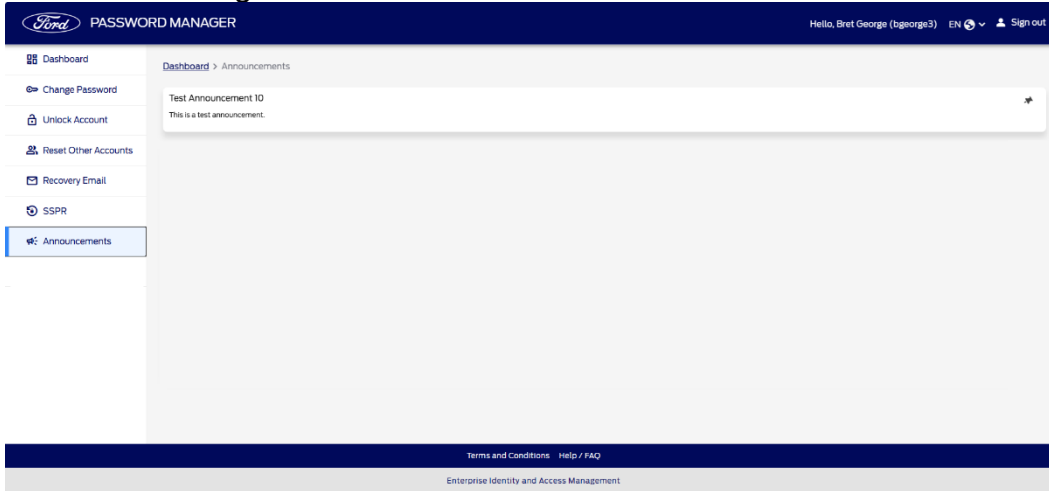 Ford PASSWORD MANAGER
Hello, Bret George (bgeorge3) EN Sign out
Dashboard
Change Password
Unlock Account
Reset Other Accounts
Recovery Email
SSPR
Announcements
Dashboard > Announcements
Test Announcement 10
This is a test announcement.
Terms and Conditions Help / FAQ
Enterprise Identity and Access Management